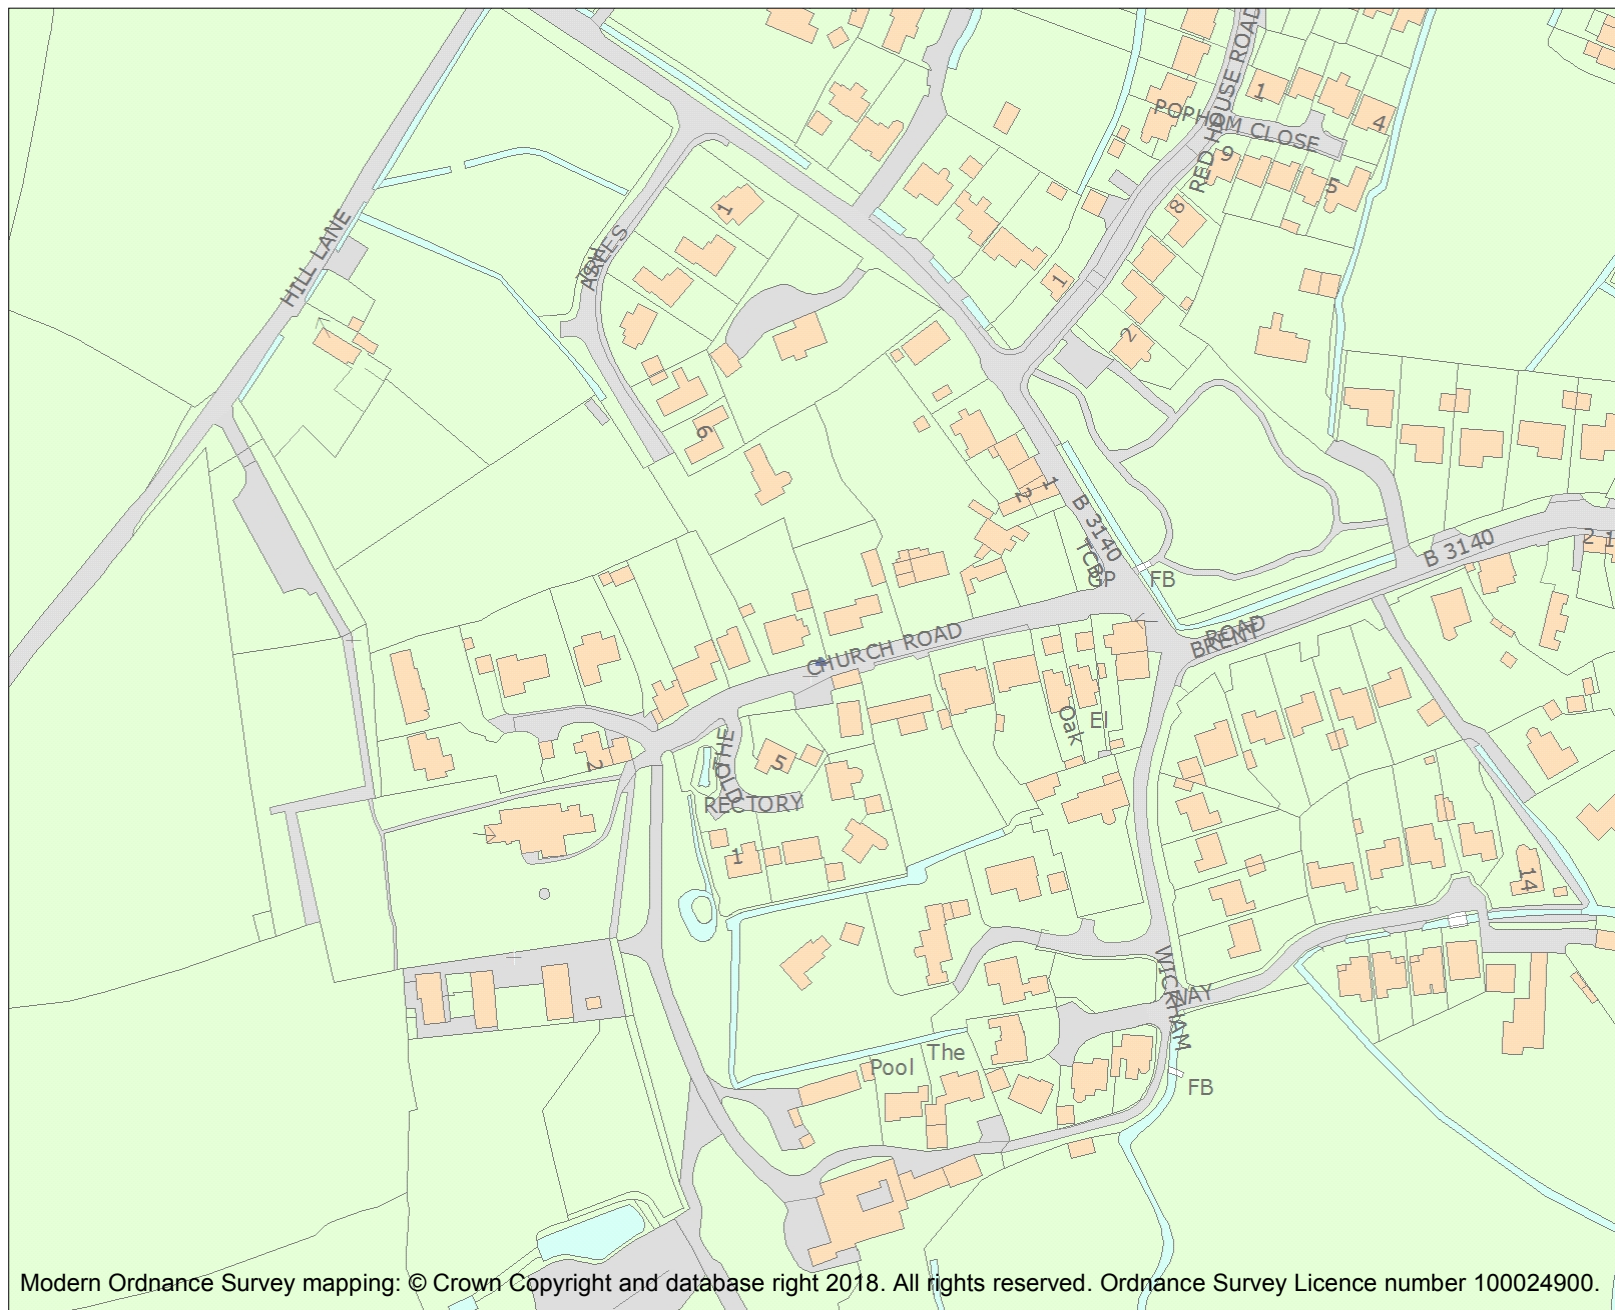 RED HOUSE ROAD
POPHAM CLOSE
1
4
9
5
8
1
HILL LANE
ASH
TREES
1
2
6
1
2
B 3140
TCB
GP
FB
B 3140
2 1
CHURCH ROAD
BRENT
ROAD
Oak
El
THE
OLD
RECTORY
5
2
1
14
WICKHAM
WAY
The
Pool
FB
Modern Ordnance Survey mapping: © Crown Copyright and database right 2018. All rights reserved. Ordnance Survey Licence number 100024900.